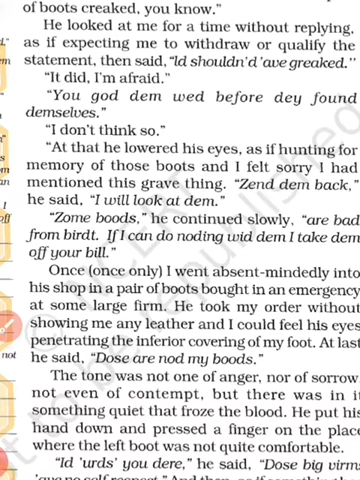 of boots creaked, you know."
He looked at me for a time without replying,
as if expecting me to withdraw or qualify the
statement, then said, "Id shouldn'd 'ave greaked."
"It did, I'm afraid."
"You god dem wed before dey found
demselves."
"I don't think so."
"At that he lowered his eyes, as if hunting for
memory of those boots and I felt sorry I had
mentioned this grave thing. "Zend dem back,"
he said, "I will look at dem."
"Zome boods," he continued slowly, "are bad
from birdt. If I can do noding wid dem I take dem
off your bill."
Once (once only) I went absent-mindedly into
his shop in a pair of boots bought in an emergency
at some large firm. He took my order without
showing me any leather and I could feel his eyes
penetrating the inferior covering of my foot. At last
he said, "Dose are nod my boods."
The tone was not one of anger, nor of sorrow,
not even of contempt, but there was in it
something quiet that froze the blood. He put his
hand down and pressed a finger on the place
where the left boot was not quite comfortable.
"Id 'urds' you dere," he said, "Dose big virms
not
off
I